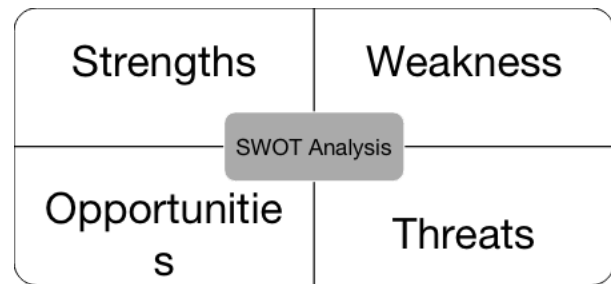 Strengths
Weakness
SWOT Analysis
Opportunitie
s
Threats